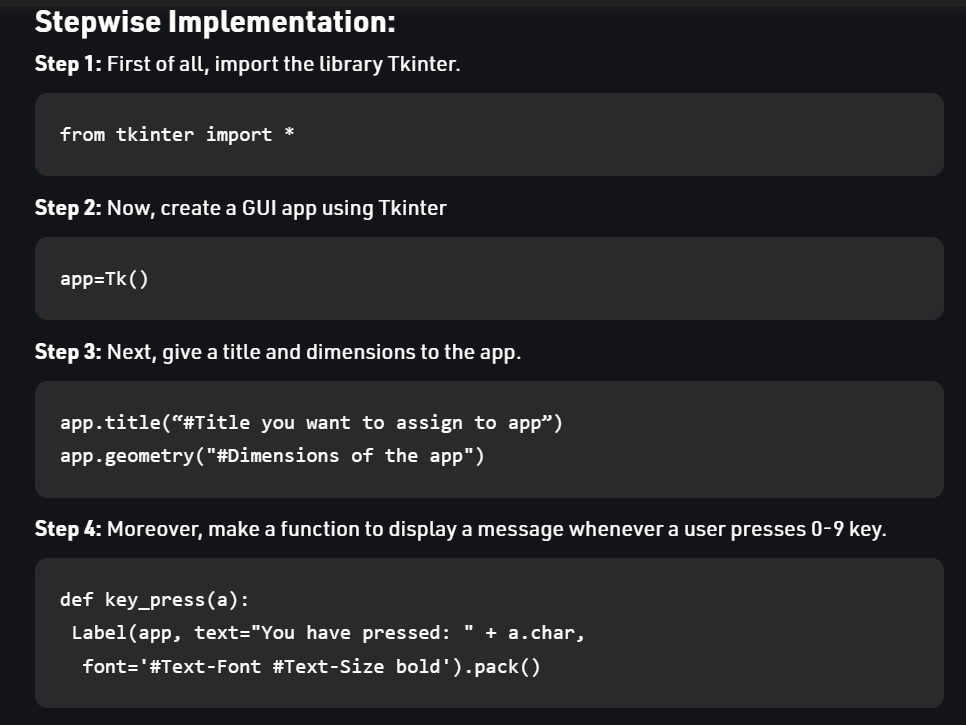 Stepwise Implementation:
Step 1: First of all, import the library Tkinter.
from tkinter import *
Step 2: Now, create a GUI app using Tkinter
app=Tk()
Step 3: Next, give a title and dimensions to the app.
app.title(“#Title you want to assign to app”)
app.geometry("#Dimensions of the app")
Step 4: Moreover, make a function to display a message whenever a user presses 0-9 key.
def key_press(a):
 Label(app, text="You have pressed: " + a.char,
  font='#Text-Font #Text-Size bold').pack()